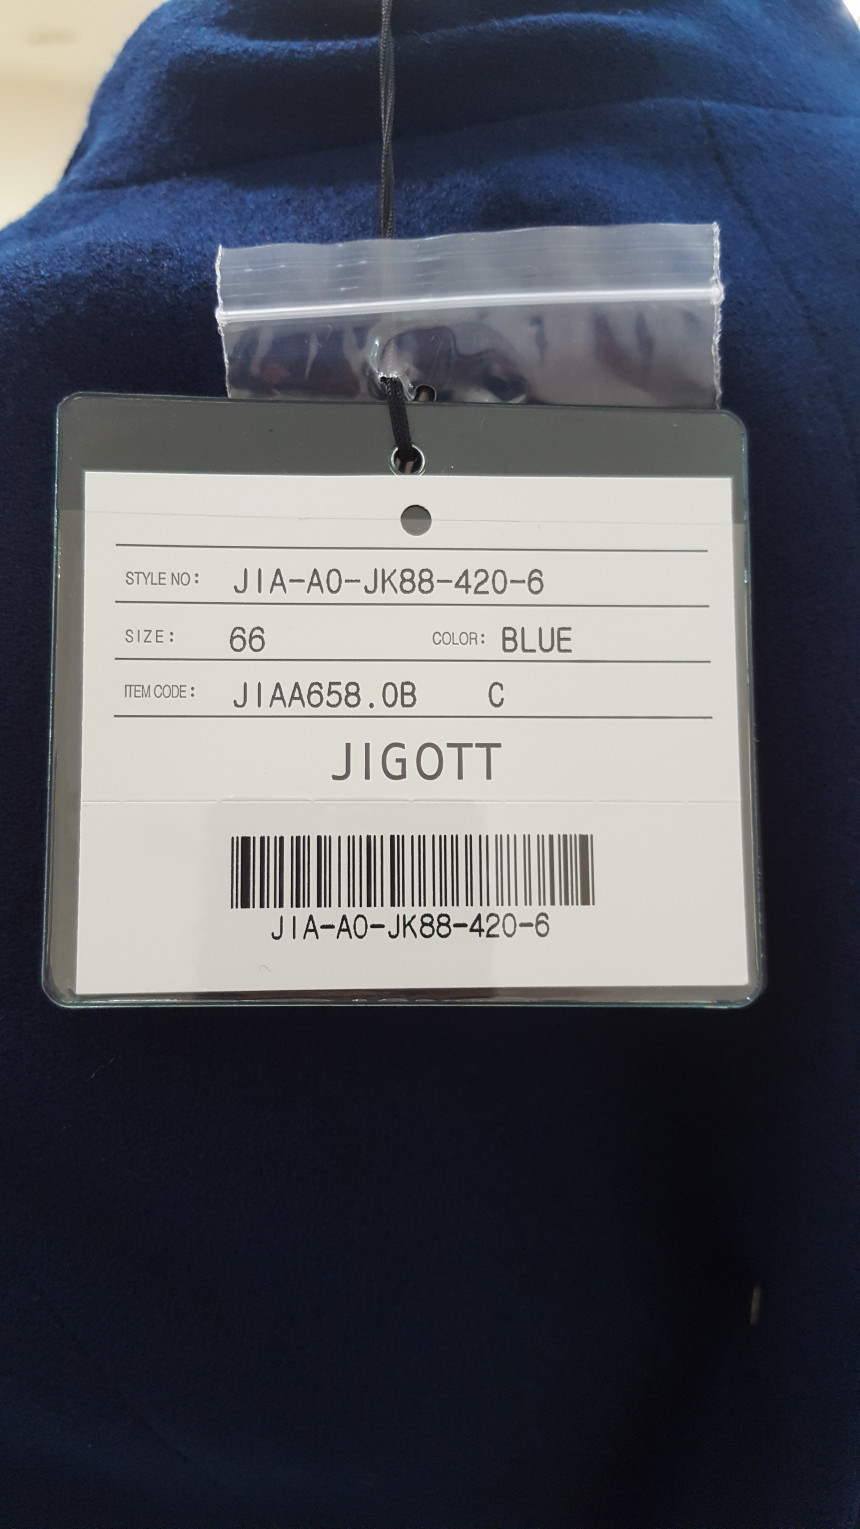 STYLE NO: JIA-A0-JK88-420-6
SIZE: 66 COLOR: BLUE
ITEM CODE: JIAA658.0B C
JIGOTT
JIA-A0-JK88-420-6